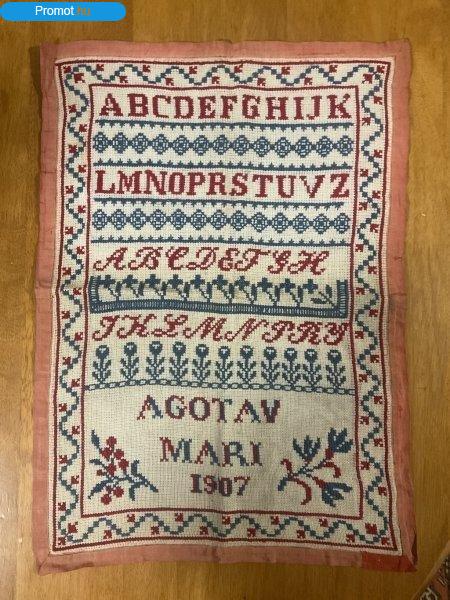 Promot.hu
ABCDEFGHIJK
LMNOPRSTUVZ
ABCDEFGH
IKLMNPRY
AGOTAV
MARI
1907